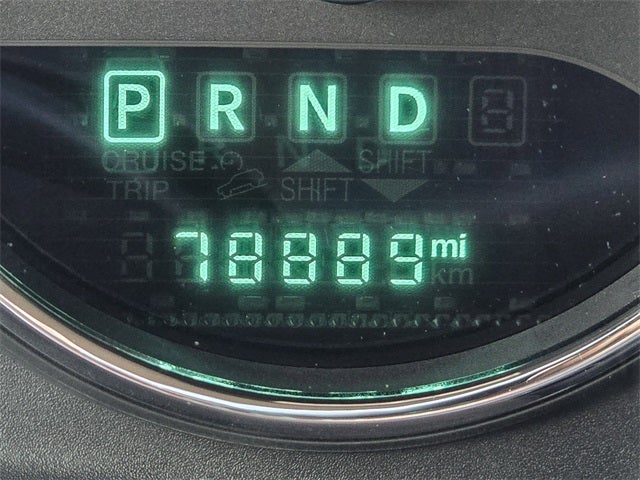 P R N D
CRUISE SHIFT
TRIP SHIFT
78889 mi
km